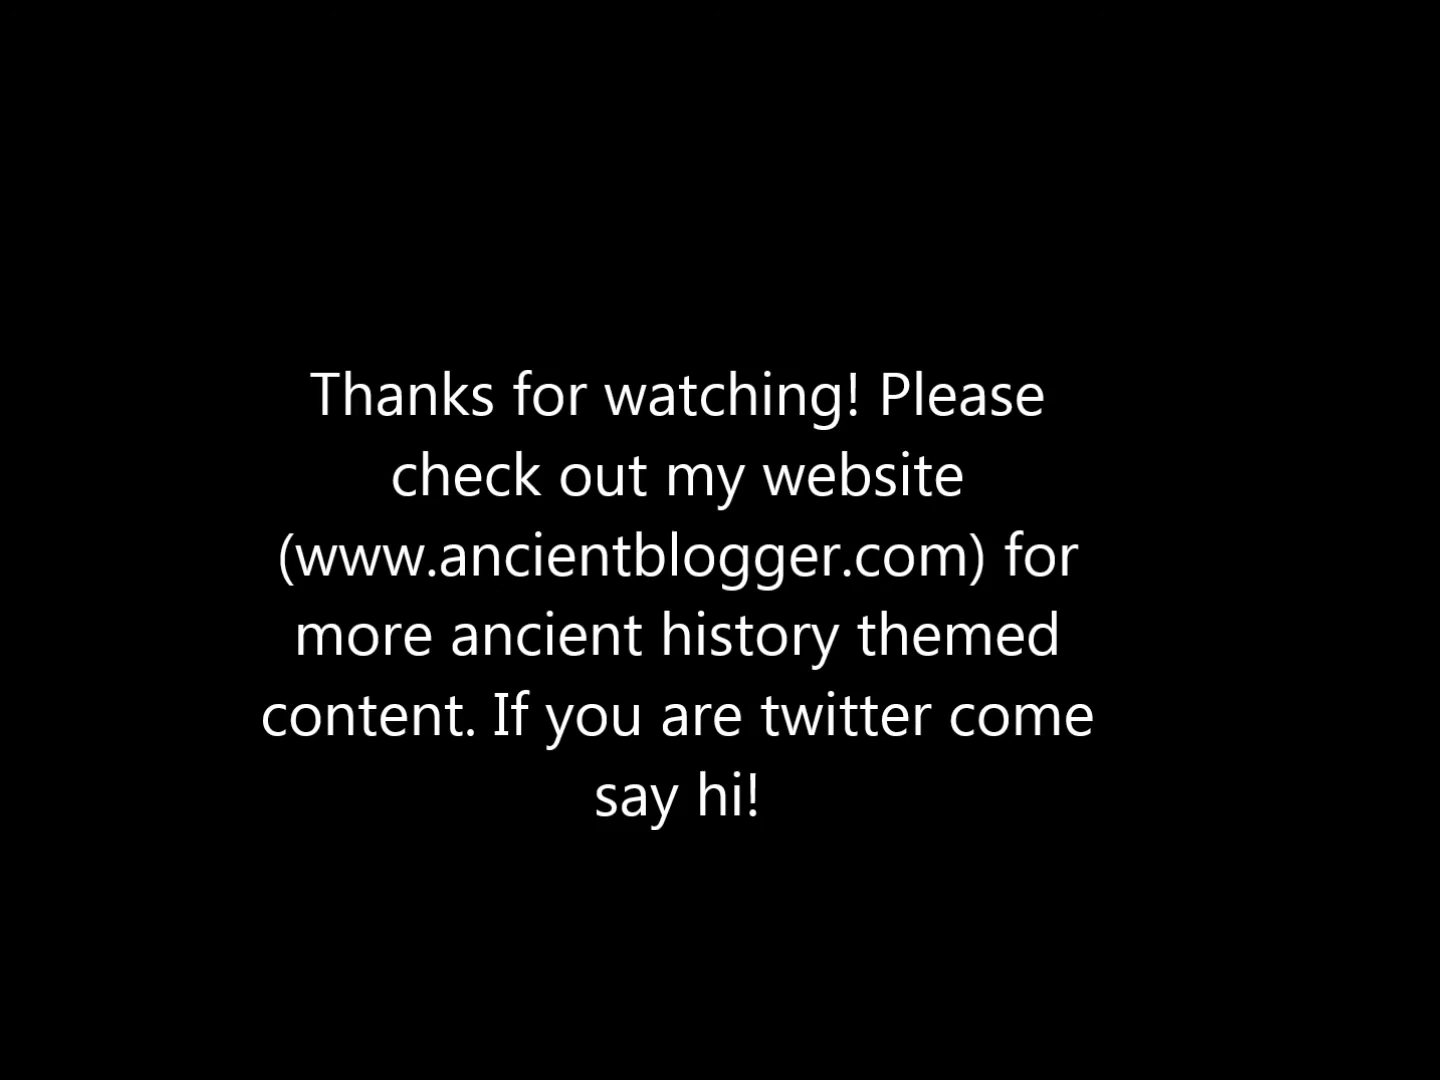 Thanks for watching! Please
check out my website
(www.ancientblogger.com) for
more ancient history themed
content. If you are twitter come
say hi!